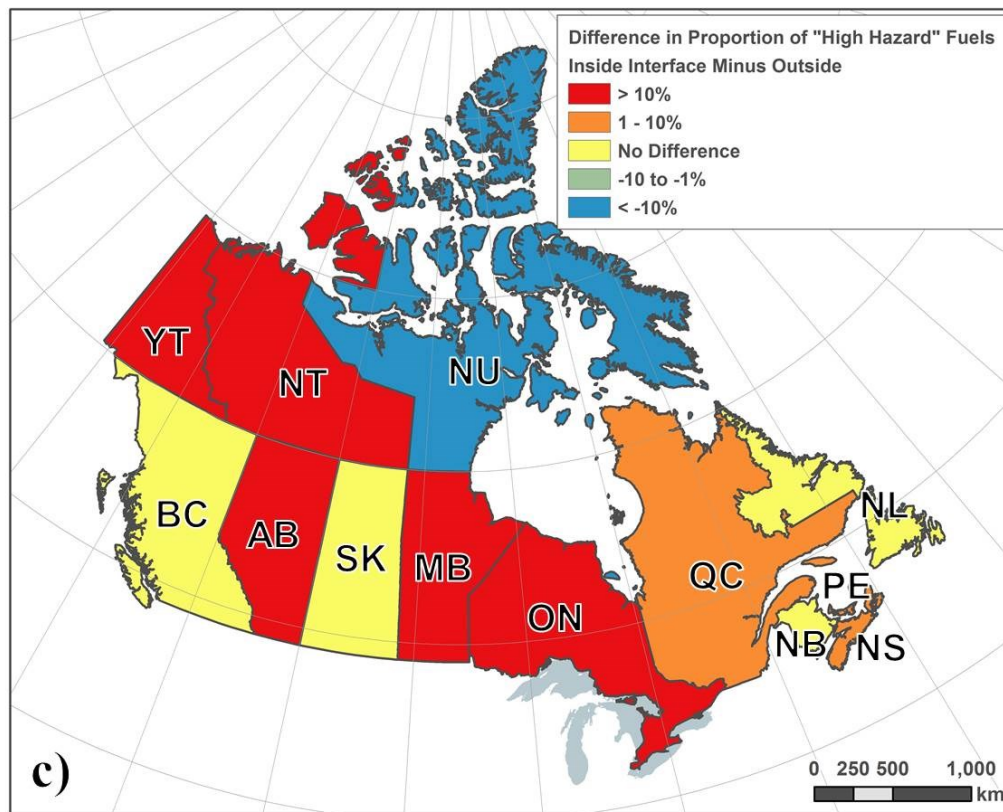 Difference in Proportion of "High Hazard" Fuels
Inside Interface Minus Outside
> 10%
1 - 10%
No Difference
-10 to -1%
< -10%
YT
NT
NU
BC
AB
SK
MB
ON
QC
NL
PE
NB
NS
c)
0 250 500 1,000
km